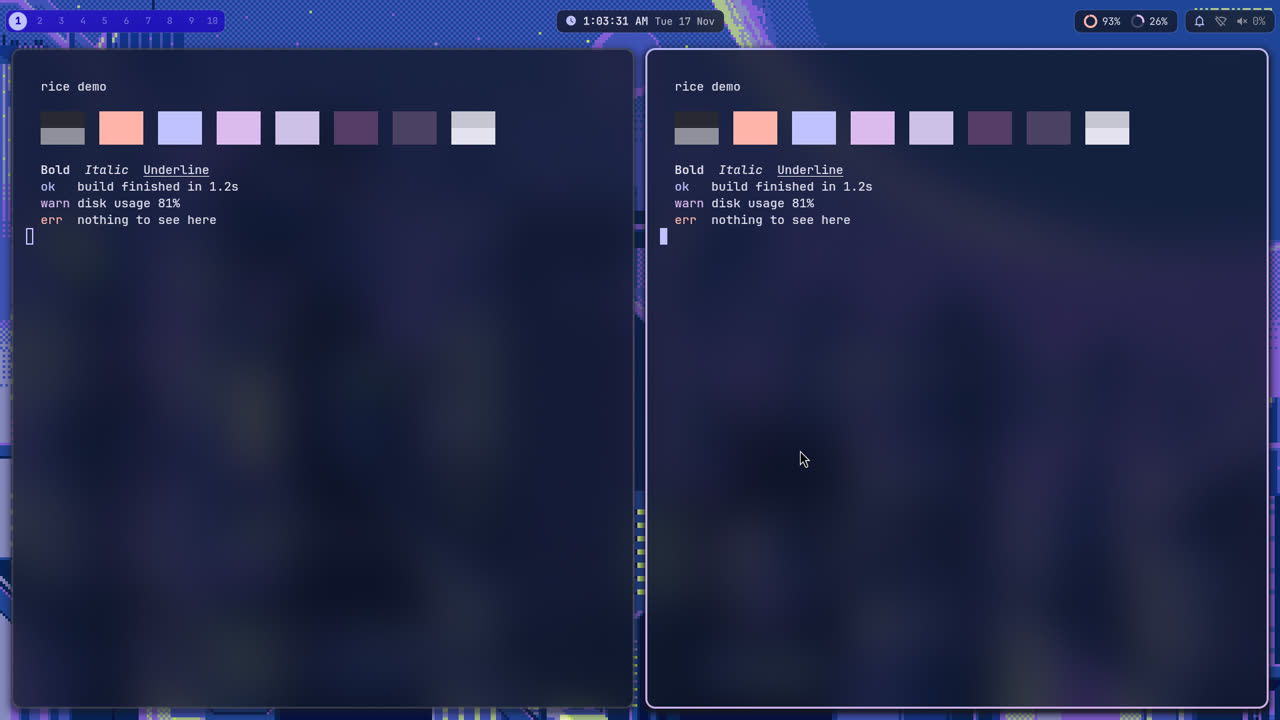 1 2 3 4 5 6 7 8 9 10
1:03:31 AM Tue 17 Nov
93% 26%
0%
rice demo
Bold Italic Underline
ok build finished in 1.2s
warn disk usage 81%
err nothing to see here
rice demo
Bold Italic Underline
ok build finished in 1.2s
warn disk usage 81%
err nothing to see here